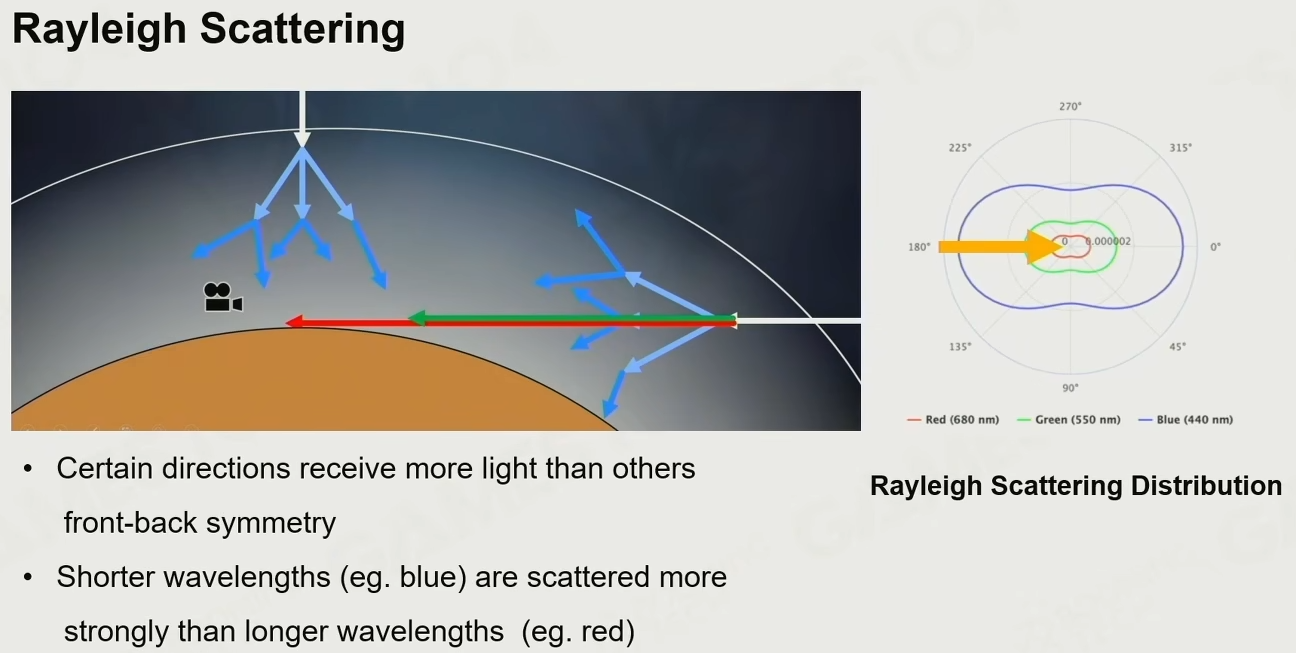 Rayleigh Scattering
270°
225°
315°
180°
0
0.000002
0°
135°
45°
90°
Red (680 nm)
Green (550 nm)
Blue (440 nm)
Rayleigh Scattering Distribution
• Certain directions receive more light than others
front-back symmetry
• Shorter wavelengths (eg. blue) are scattered more
strongly than longer wavelengths (eg. red)